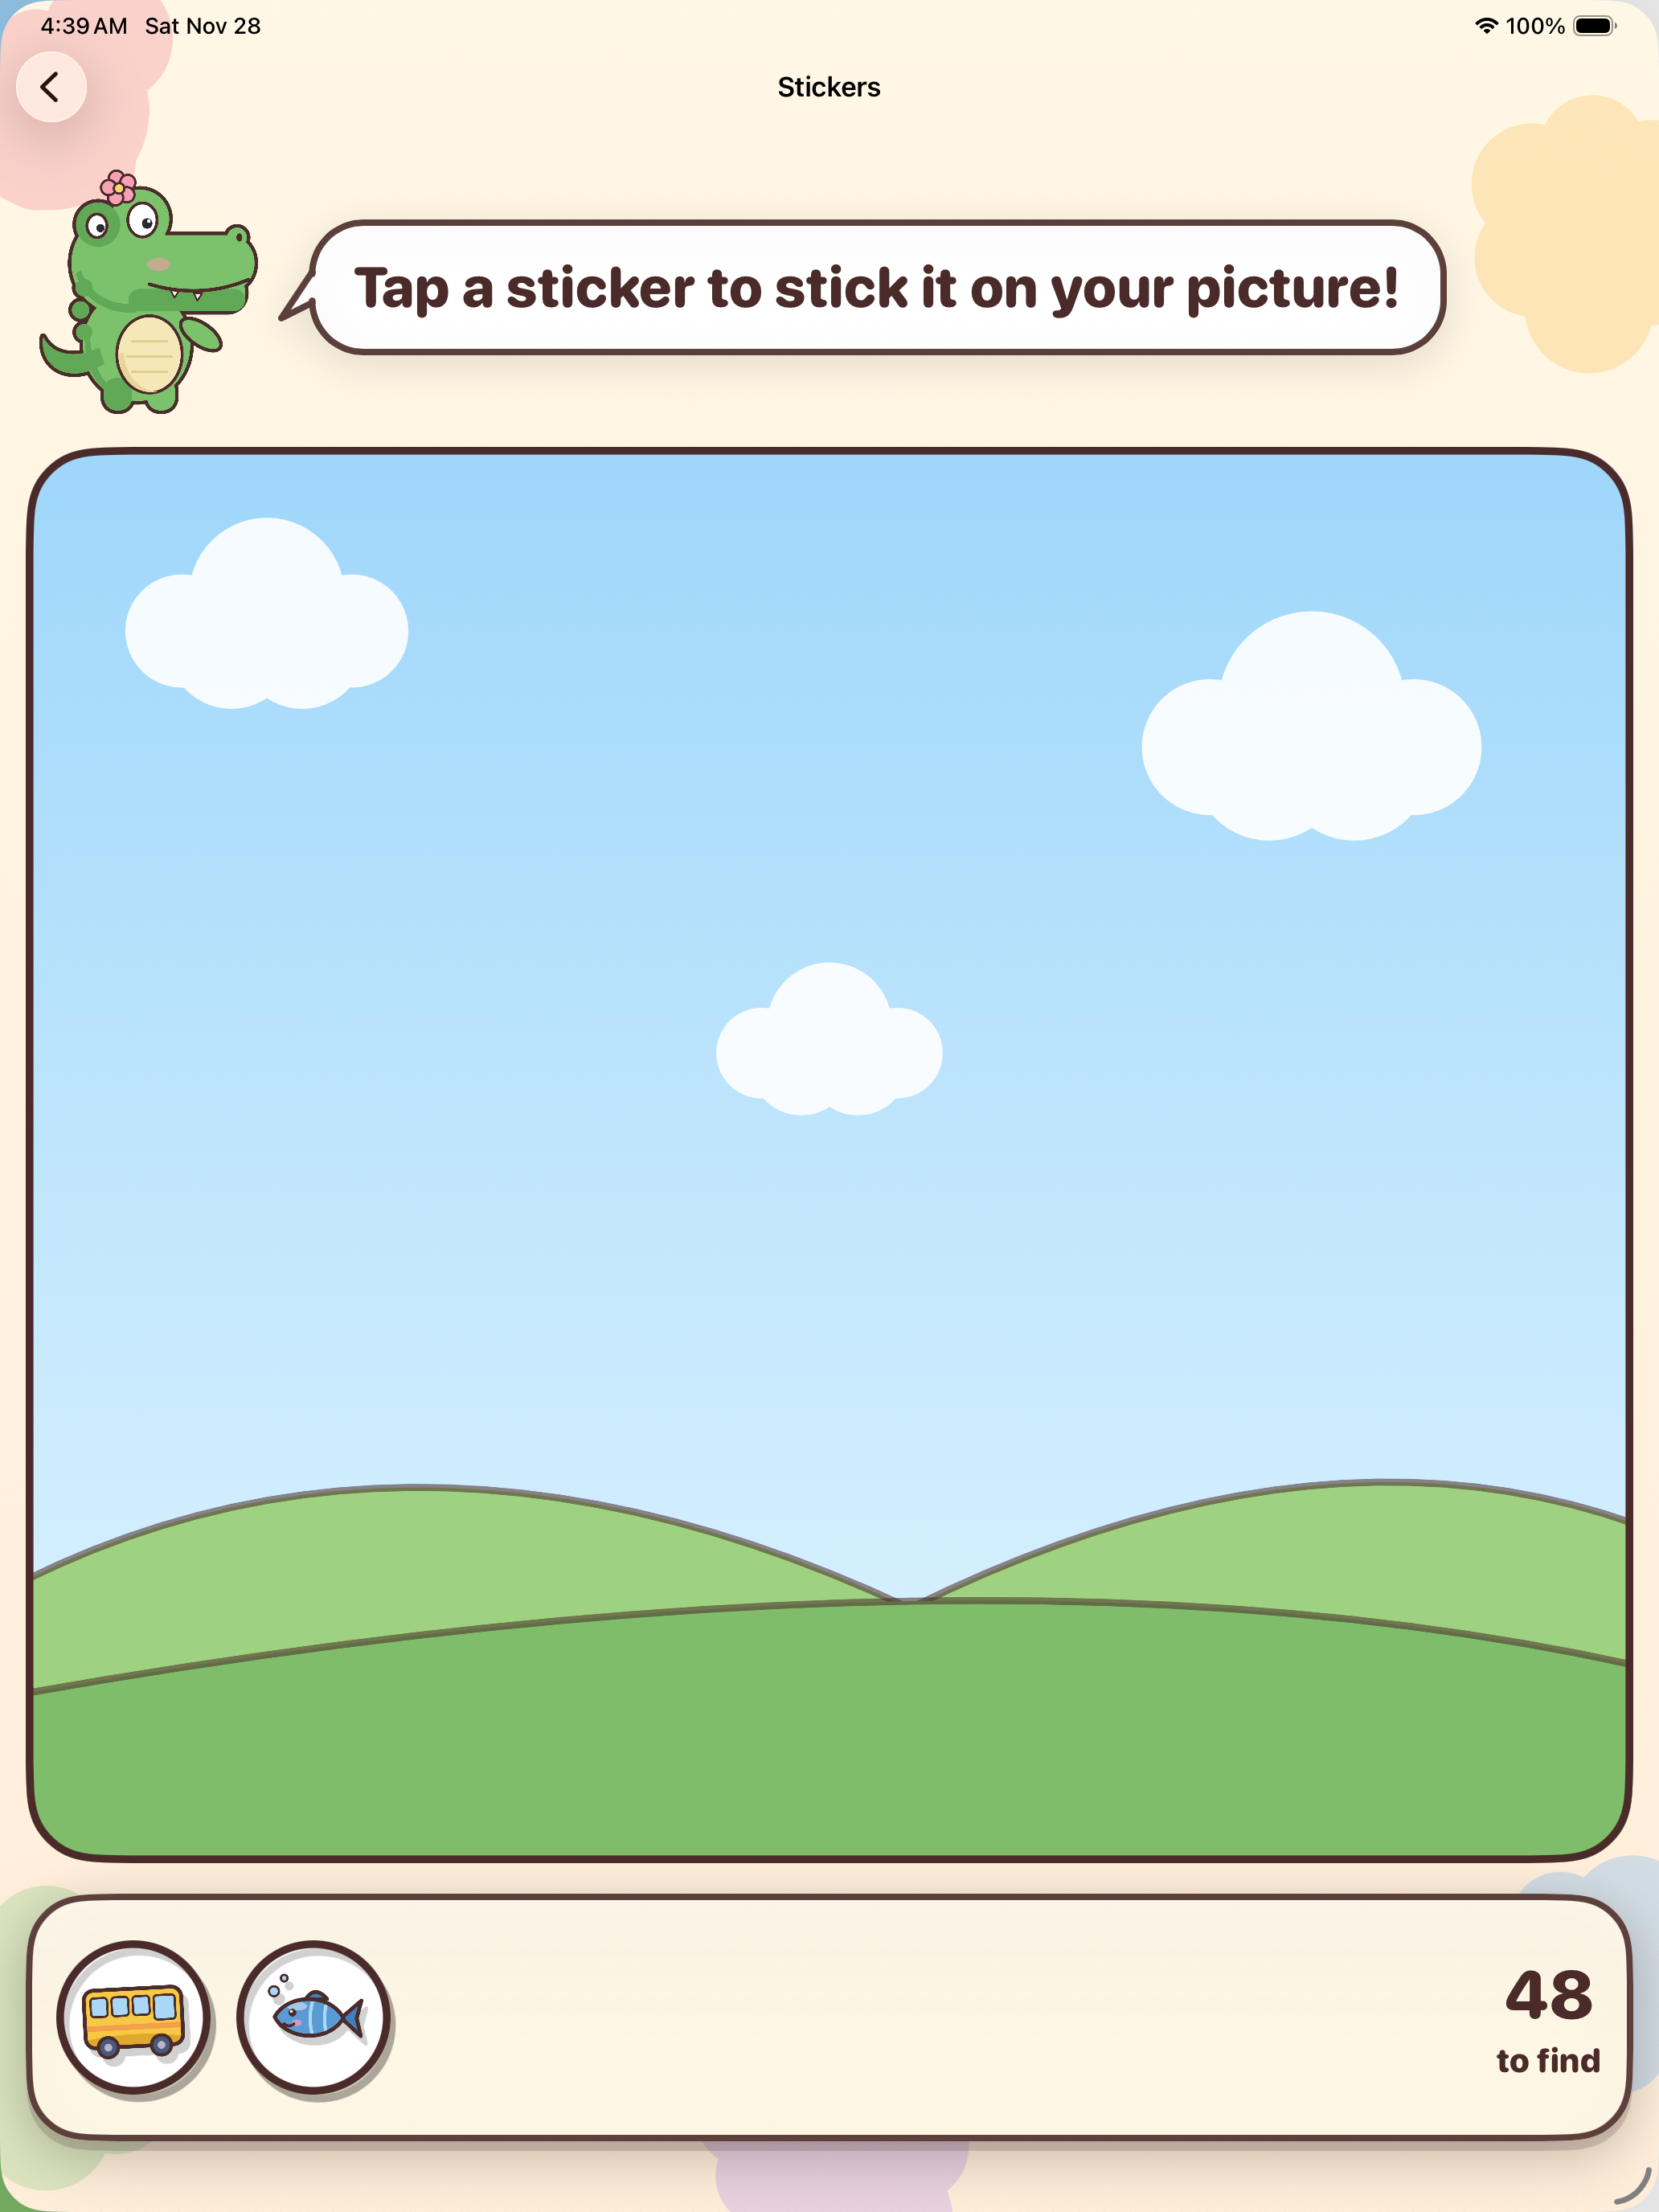 4:39 AM Sat Nov 28
100%
Stickers
Tap a sticker to stick it on your picture!
48
to find